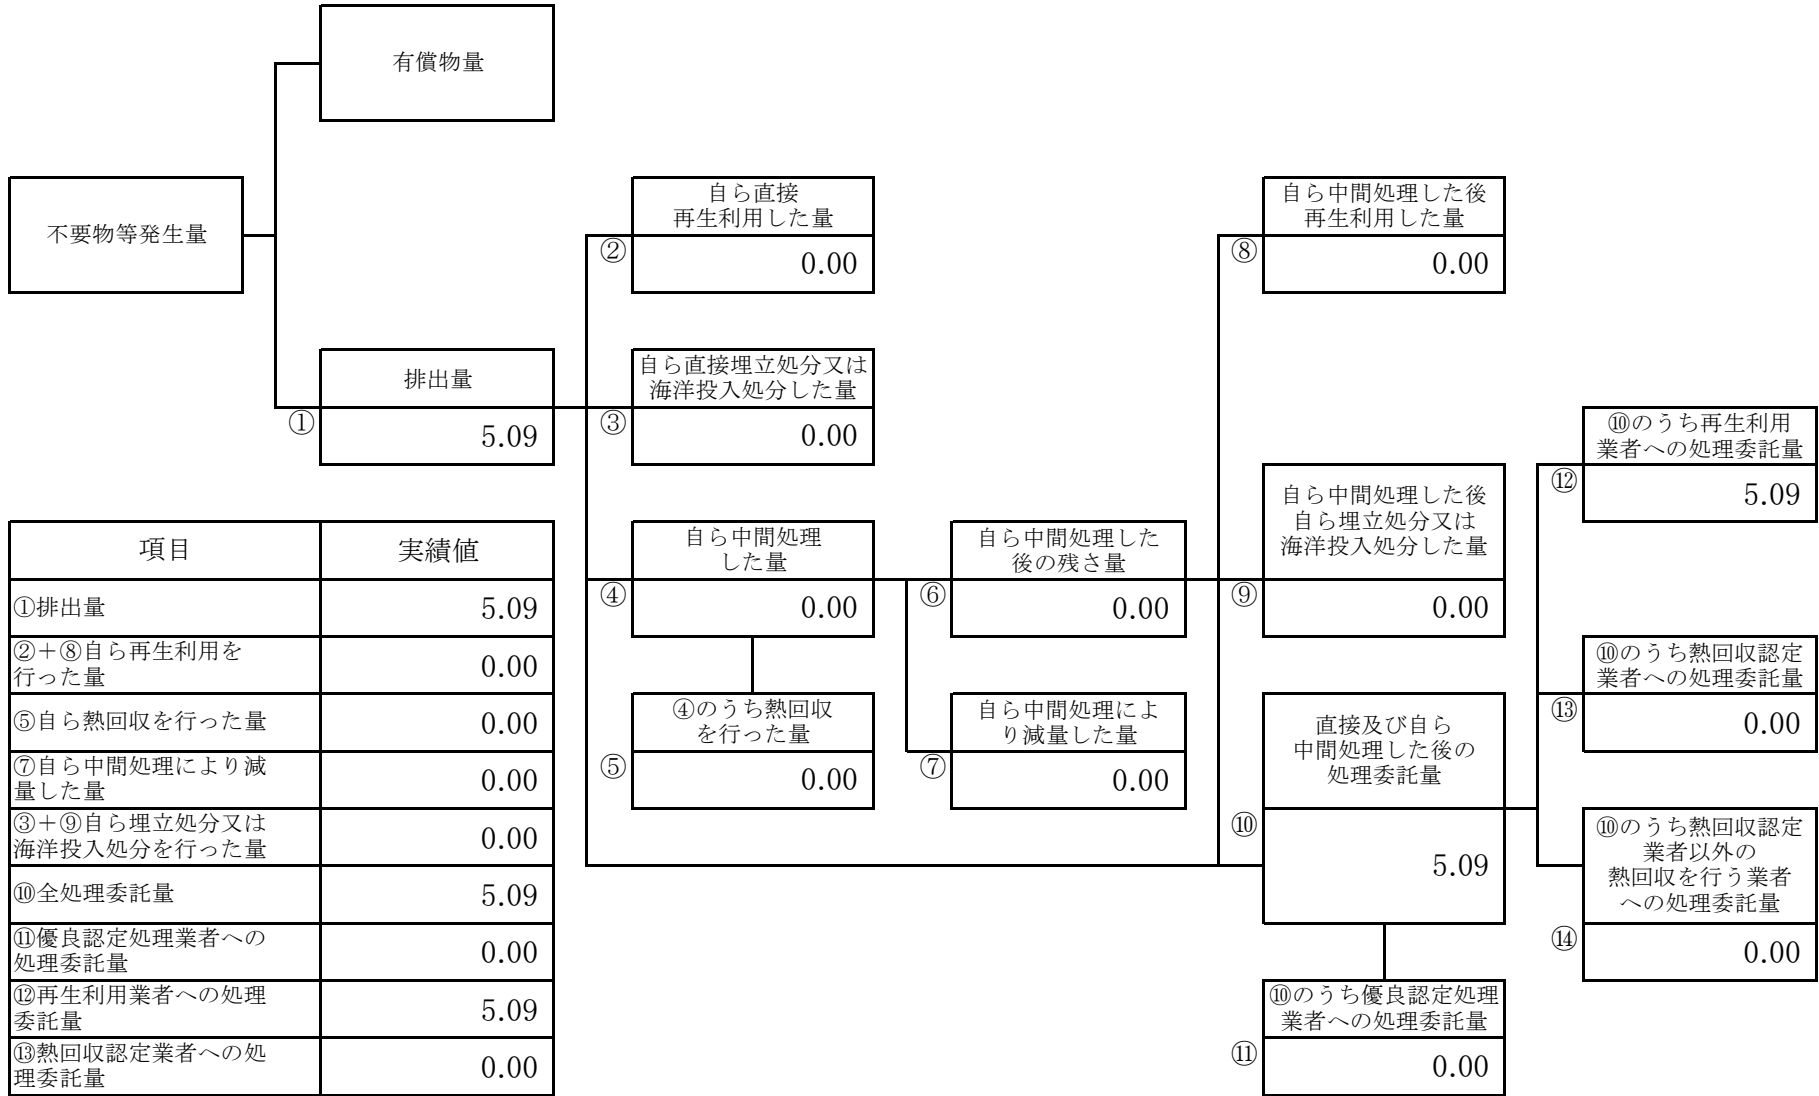 有償物量
不要物等発生量
排出量
①
5.09
自ら直接
再生利用した量
②
0.00
自ら直接埋立処分又は
海洋投入処分した量
③
0.00
自ら中間処理
した量
④
0.00
④のうち熱回収
を行った量
⑤
0.00
自ら中間処理した
後の残さ量
⑥
0.00
自ら中間処理によ
り減量した量
⑦
0.00
自ら中間処理した後
再生利用した量
⑧
0.00
自ら中間処理した後
自ら埋立処分又は
海洋投入処分した量
⑨
0.00
直接及び自ら
中間処理した後の
処理委託量
⑩
5.09
⑩のうち優良認定処理
業者への処理委託量
⑪
0.00
⑩のうち再生利用
業者への処理委託量
⑫
5.09
⑩のうち熱回収認定
業者への処理委託量
⑬
0.00
⑩のうち熱回収認定
業者以外の
熱回収を行う業者
への処理委託量
⑭
0.00
項目 実績値
①排出量 5.09
②＋⑧自ら再生利用を
行った量 0.00
⑤自ら熱回収を行った量 0.00
⑦自ら中間処理により減
量した量 0.00
③＋⑨自ら埋立処分又は
海洋投入処分を行った量 0.00
⑩全処理委託量 5.09
⑪優良認定処理業者への
処理委託量 0.00
⑫再生利用業者への処理
委託量 5.09
⑬熱回収認定業者への処
理委託量 0.00